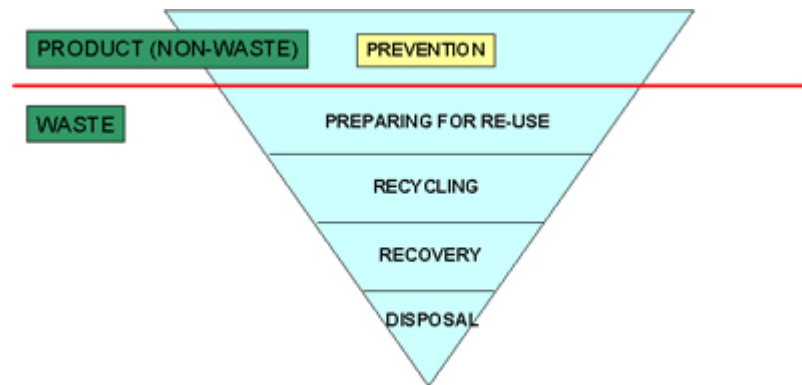 PRODUCT (NON-WASTE)
PREVENTION
WASTE
PREPARING FOR RE-USE
RECYCLING
RECOVERY
DISPOSAL